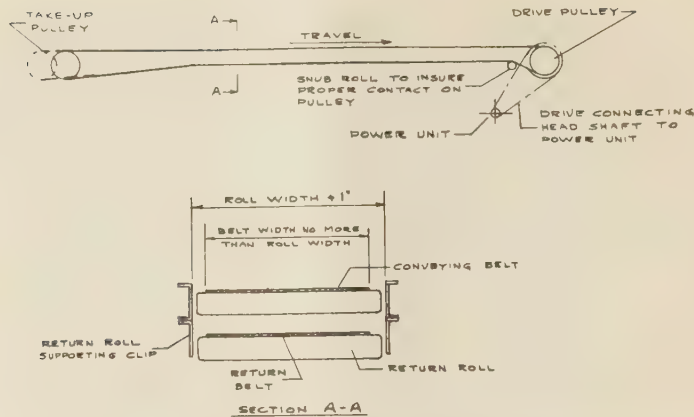 TAKE-UP
PULLEY
A
DRIVE PULLEY
TRAVEL
A
SNUB ROLL TO INSURE
PROPER CONTACT ON
PULLEY
POWER UNIT
DRIVE CONNECTING
HEAD SHAFT TO
POWER UNIT
ROLL WIDTH +1"
BELT WIDTH NO MORE
THAN ROLL WIDTH
CONVEYING BELT
RETURN ROLL
SUPPORTING CLIP
RETURN
BELT
RETURN ROLL
SECTION A-A